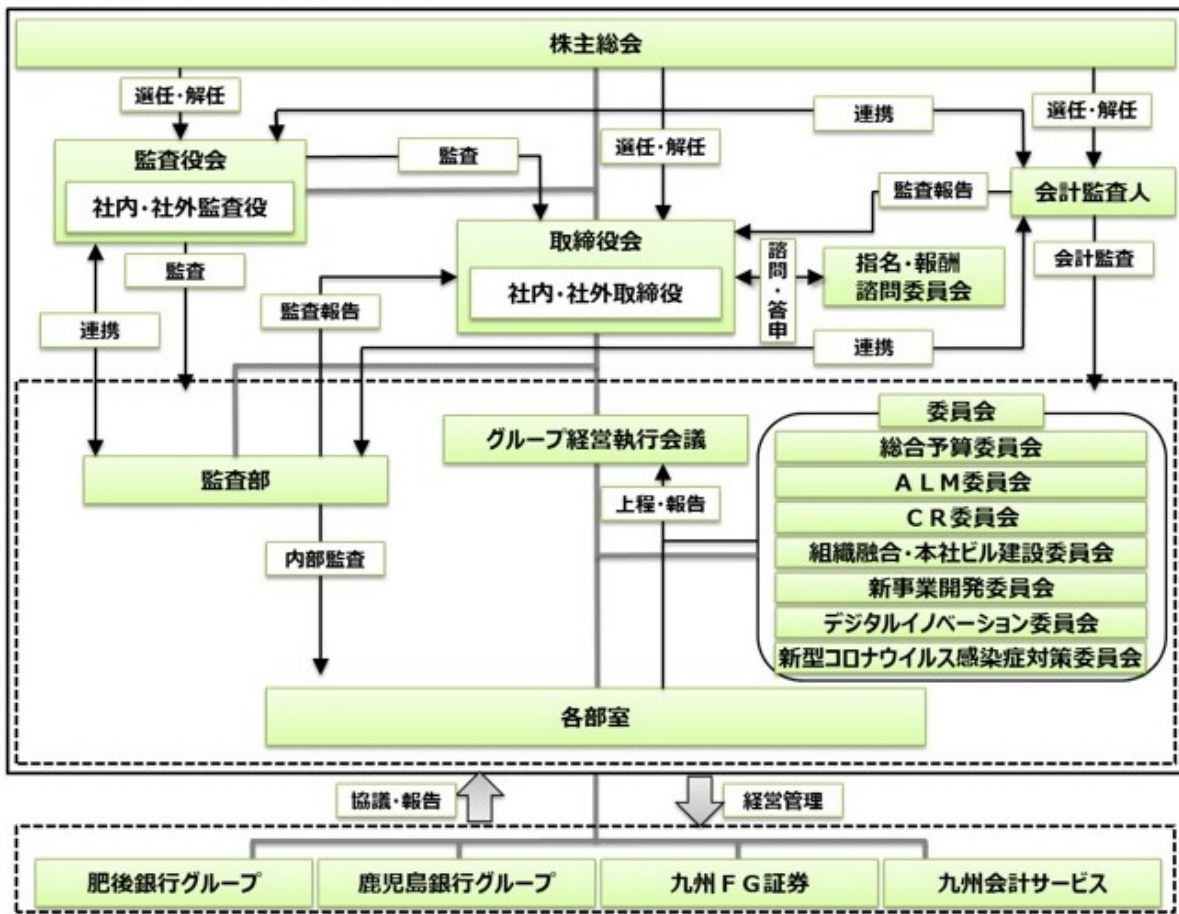 株主総会
選任・解任
選任・解任
選任・解任
連携
監査役会
社内・社外監査役
監査
会計監査人
監査報告
取締役会
社内・社外取締役
諮問・答申
指名・報酬
諮問委員会
会計監査
監査
監査報告
連携
連携
委員会
グループ経営執行会議
総合予算委員会
監査部
ＡＬＭ委員会
上程・報告
ＣＲ委員会
内部監査
組織融合・本社ビル建設委員会
新事業開発委員会
デジタルイノベーション委員会
新型コロナウイルス感染症対策委員会
各部室
協議・報告
経営管理
肥後銀行グループ
鹿児島銀行グループ
九州ＦＧ証券
九州会計サービス